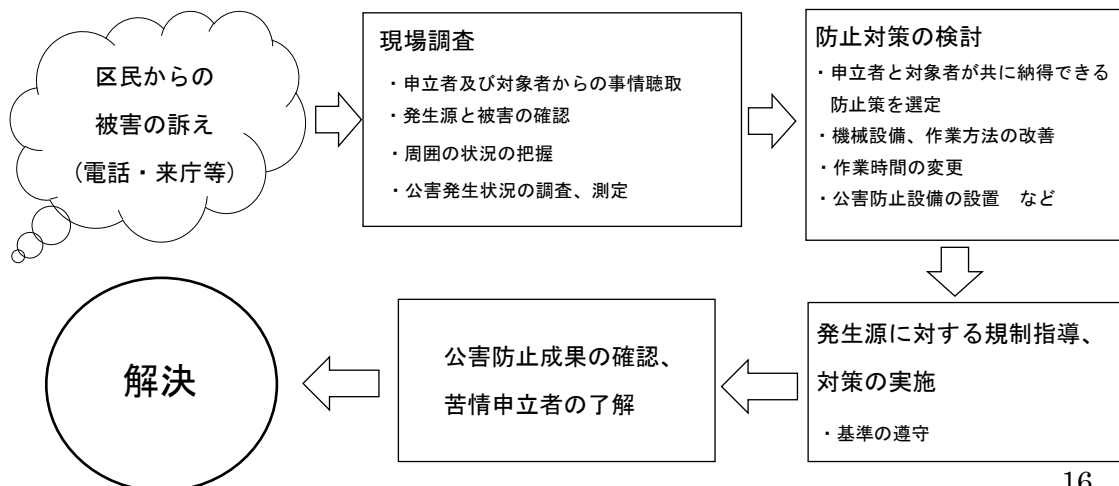 区民からの
被害の訴え
（電話・来庁等）
現場調査
・申立者及び対象者からの事情聴取
・発生源と被害の確認
・周囲の状況の把握
・公害発生状況の調査、測定
防止対策の検討
・申立者と対象者が共に納得できる
防止策を選定
・機械設備、作業方法の改善
・作業時間の変更
・公害防止設備の設置　など
発生源に対する規制指導、
対策の実施
・基準の遵守
公害防止成果の確認、
苦情申立者の了解
解決
16